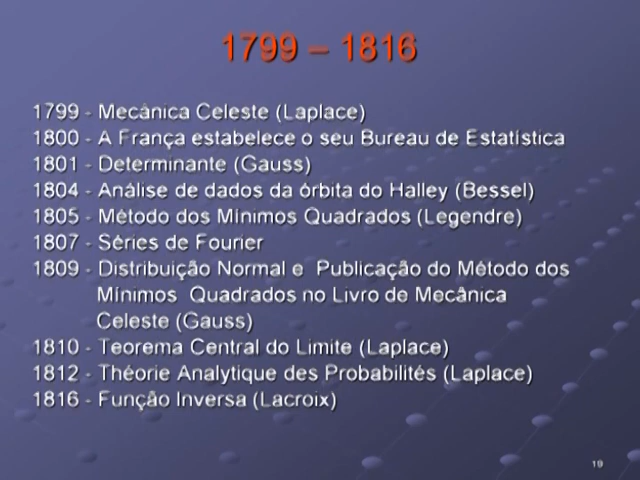 1799 – 1816
1799 - Mecânica Celeste (Laplace)
1800 - A França estabelece o seu Bureau de Estatística
1801 - Determinante (Gauss)
1804 - Análise de dados da órbita do Halley (Bessel)
1805 - Método dos Mínimos Quadrados (Legendre)
1807 - Séries de Fourier
1809 - Distribuição Normal e Publicação do Método dos
Mínimos Quadrados no Livro de Mecânica
Celeste (Gauss)
1810 - Teorema Central do Limite (Laplace)
1812 - Théorie Analytique des Probabilités (Laplace)
1816 - Função Inversa (Lacroix)
19